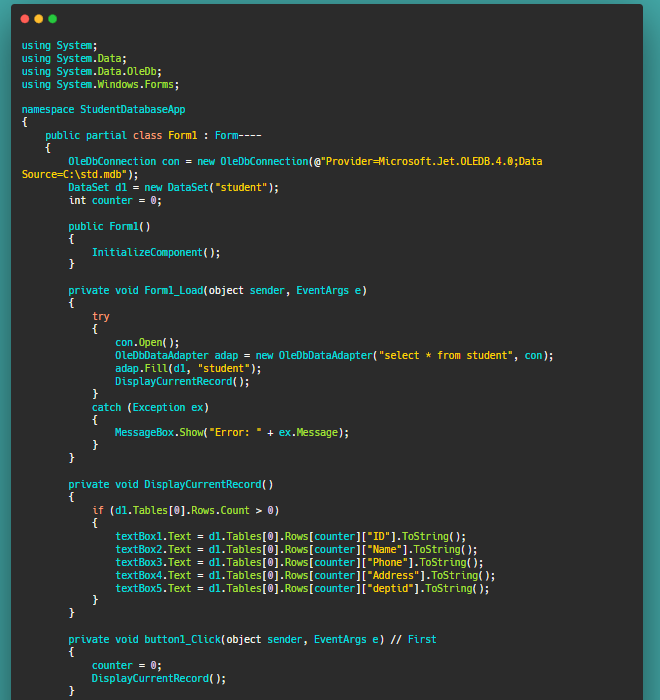 using System;
using System.Data;
using System.Data.OleDb;
using System.Windows.Forms;

namespace StudentDatabaseApp
{
    public partial class Form1 : Form----
    {
        OleDbConnection con = new OleDbConnection(@"Provider=Microsoft.Jet.OLEDB.4.0;Data
Source=C:\std.mdb");
        DataSet d1 = new DataSet("student");
        int counter = 0;

        public Form1()
        {
            InitializeComponent();
        }

        private void Form1_Load(object sender, EventArgs e)
        {
            try
            {
                con.Open();
                OleDbDataAdapter adap = new OleDbDataAdapter("select * from student", con);
                adap.Fill(d1, "student");
                DisplayCurrentRecord();
            }
            catch (Exception ex)
            {
                MessageBox.Show("Error: " + ex.Message);
            }
        }

        private void DisplayCurrentRecord()
        {
            if (d1.Tables[0].Rows.Count > 0)
            {
                textBox1.Text = d1.Tables[0].Rows[counter]["ID"].ToString();
                textBox2.Text = d1.Tables[0].Rows[counter]["Name"].ToString();
                textBox3.Text = d1.Tables[0].Rows[counter]["Phone"].ToString();
                textBox4.Text = d1.Tables[0].Rows[counter]["Address"].ToString();
                textBox5.Text = d1.Tables[0].Rows[counter]["deptid"].ToString();
            }
        }

        private void button1_Click(object sender, EventArgs e) // First
        {
            counter = 0;
            DisplayCurrentRecord();
        }